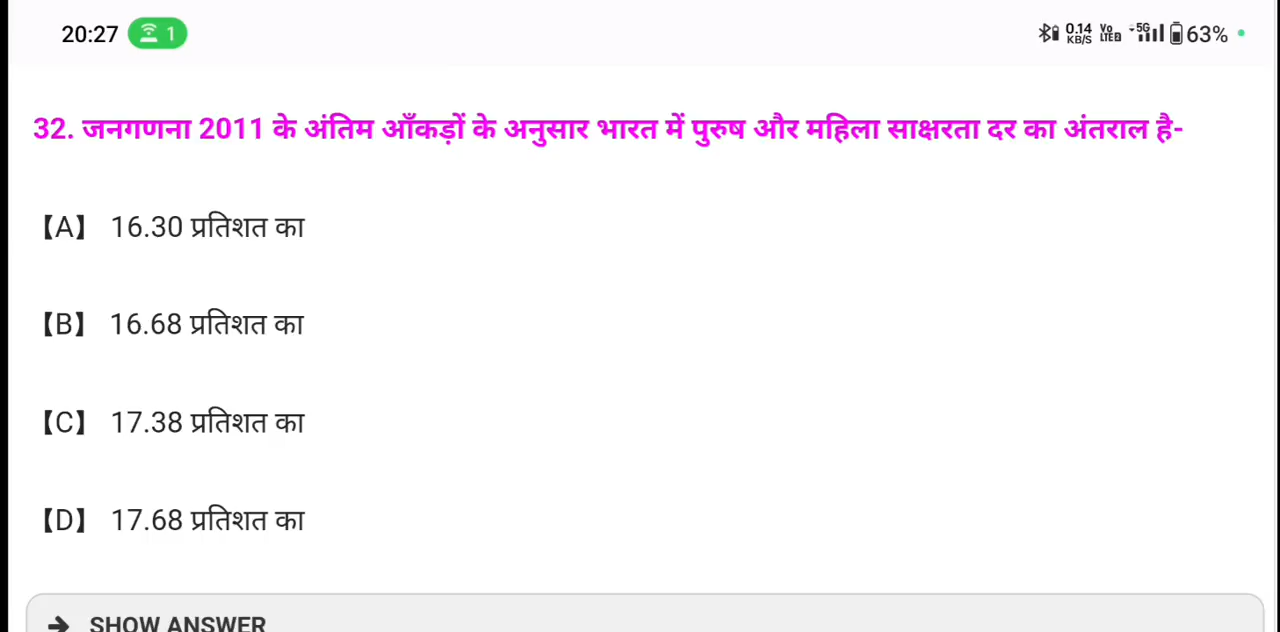 20:27 1 0.14 KB/S Vo LTE2 5G 63%
32. जनगणना 2011 के अंतिम आँकड़ों के अनुसार भारत में पुरुष और महिला साक्षरता दर का अंतराल है-
【A】 16.30 प्रतिशत का
【B】 16.68 प्रतिशत का
【C】 17.38 प्रतिशत का
【D】 17.68 प्रतिशत का
➔ SHOW ANSWER